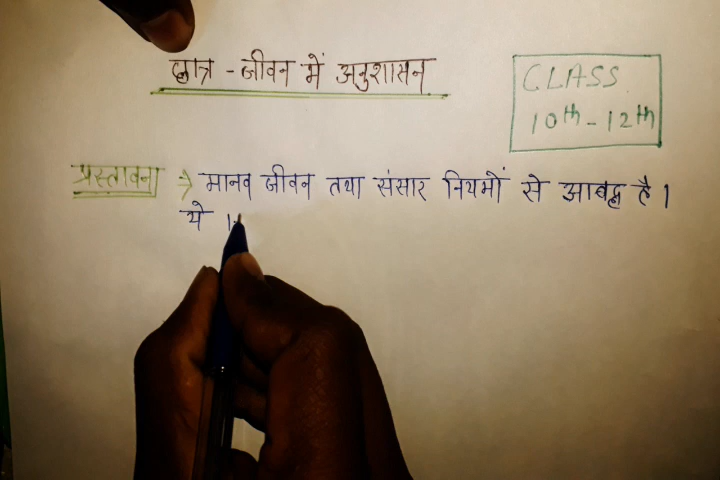 छात्र - जीवन में अनुशासन
CLASS
10th - 12th
प्रस्तावना → मानव जीवन तथा संसार नियमों से आबद्ध है ।
ये